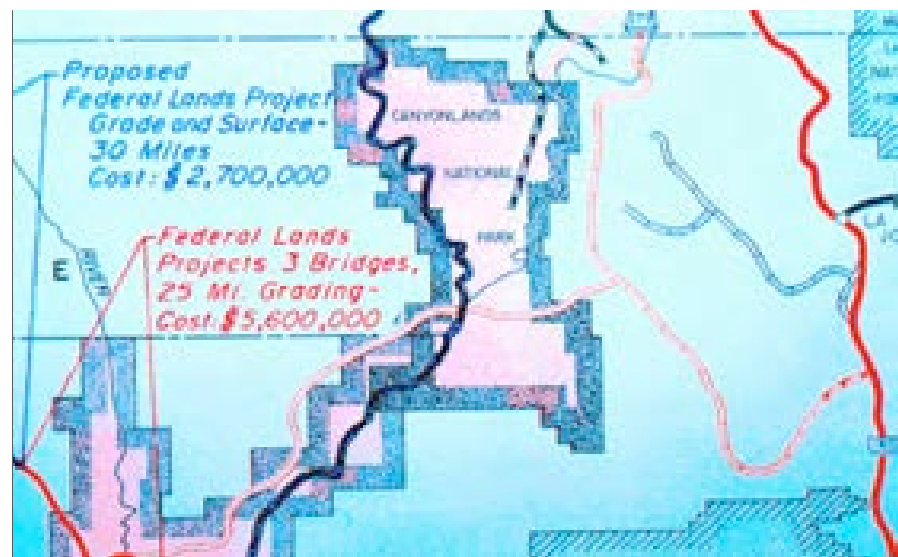 Proposed
Federal Lands Project
Grade and Surface-
30 Miles
Cost: $2,700,000
CANYONLANDS
NATIONAL
PARK
Federal Lands
Projects 3 Bridges,
25 Mi. Grading-
Cost: $5,600,000
E
LA